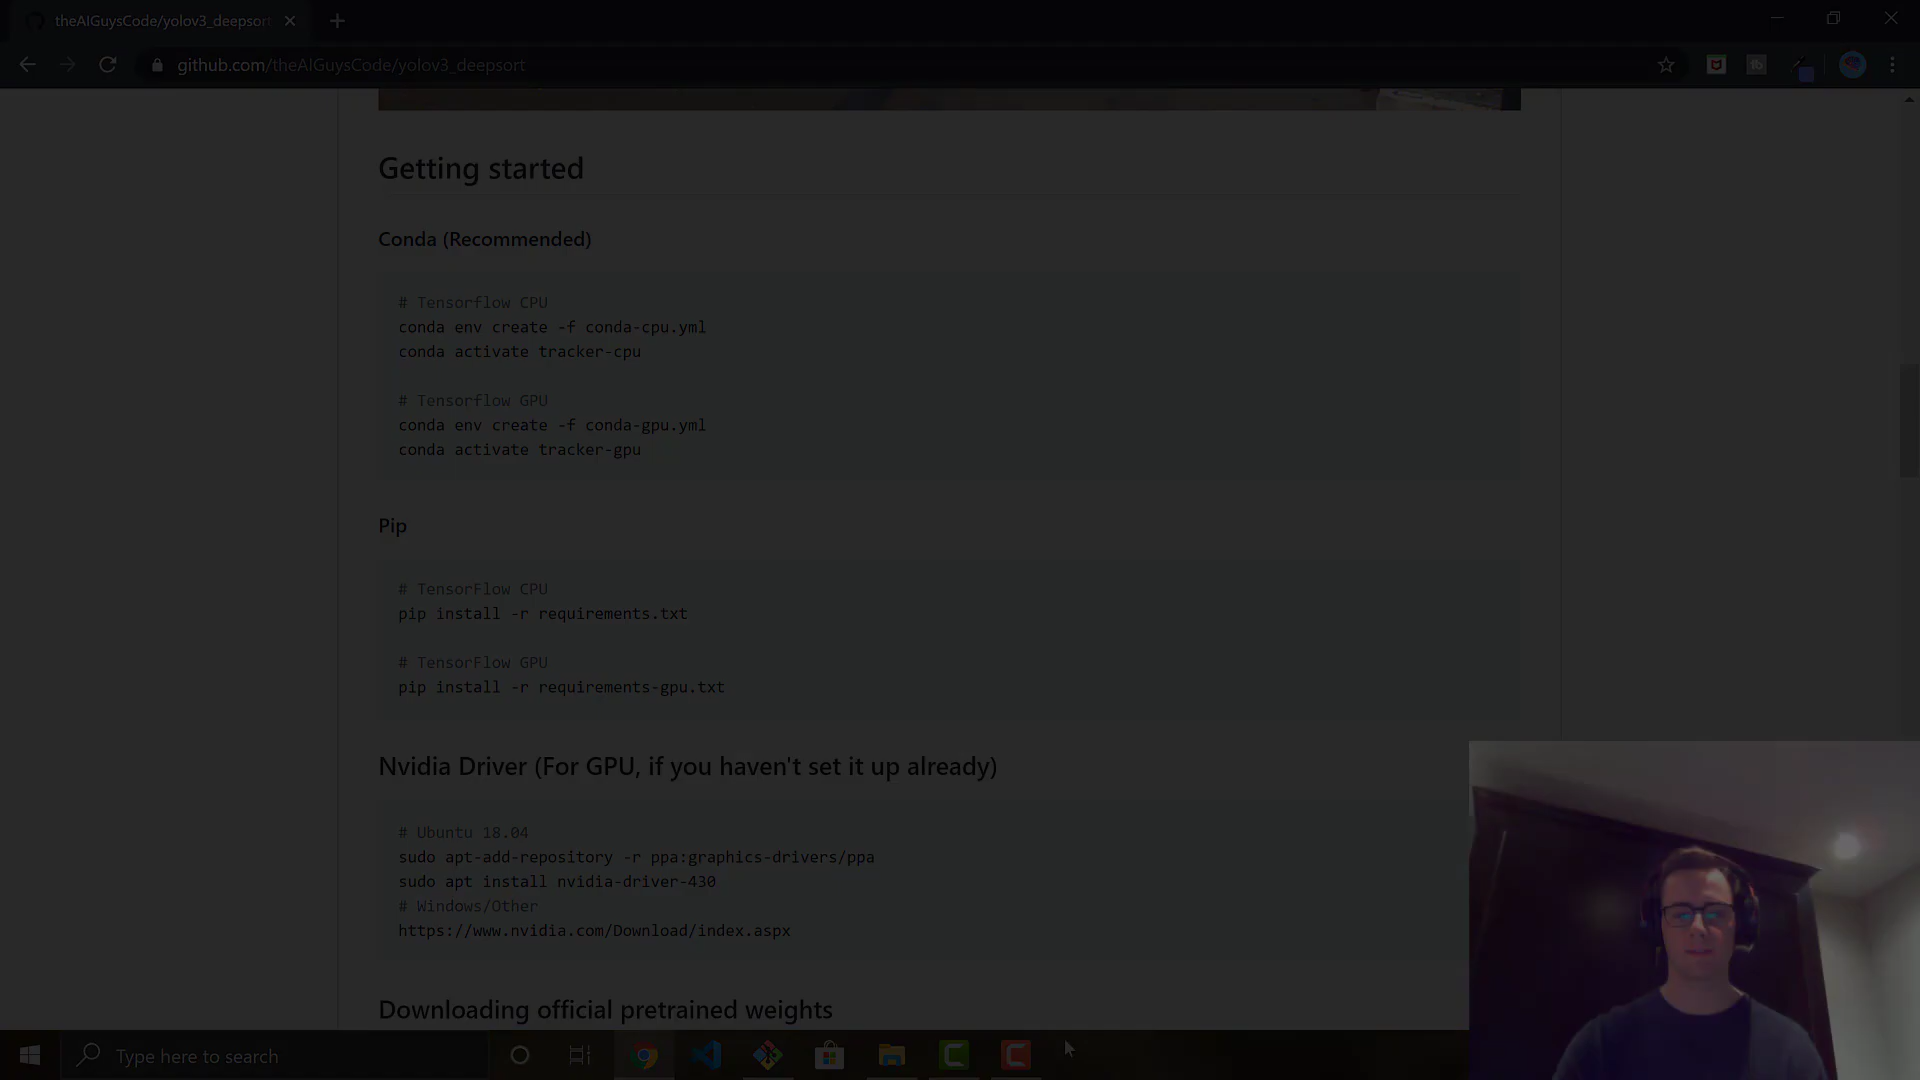 theAIGuysCode/yolov3_deepsort
github.com/theAIGuysCode/yolov3_deepsort
Getting started
Conda (Recommended)
# Tensorflow CPU
conda env create -f conda-cpu.yml
conda activate tracker-cpu
# Tensorflow GPU
conda env create -f conda-gpu.yml
conda activate tracker-gpu
Pip
# TensorFlow CPU
pip install -r requirements.txt
# TensorFlow GPU
pip install -r requirements-gpu.txt
Nvidia Driver (For GPU, if you haven't set it up already)
# Ubuntu 18.04
sudo apt-add-repository -r ppa:graphics-drivers/ppa
sudo apt install nvidia-driver-430
# Windows/Other
https://www.nvidia.com/Download/index.aspx
Downloading official pretrained weights
Type here to search